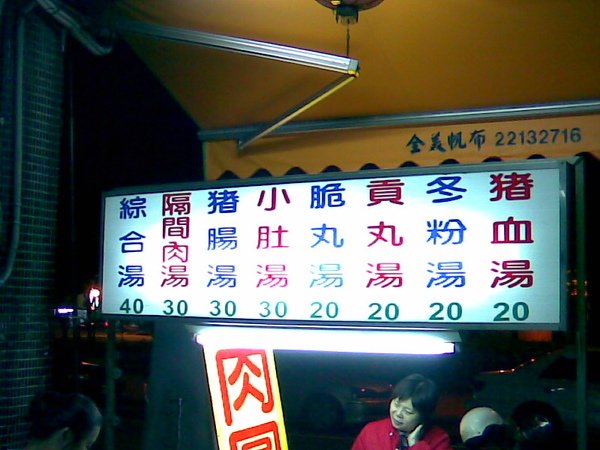 金美帆布 22132716
豬血湯 20
冬粉湯 20
貢丸湯 20
脆丸湯 20
小肚湯 30
豬腸湯 30
隔間肉湯 30
綜合湯 40
肉圓